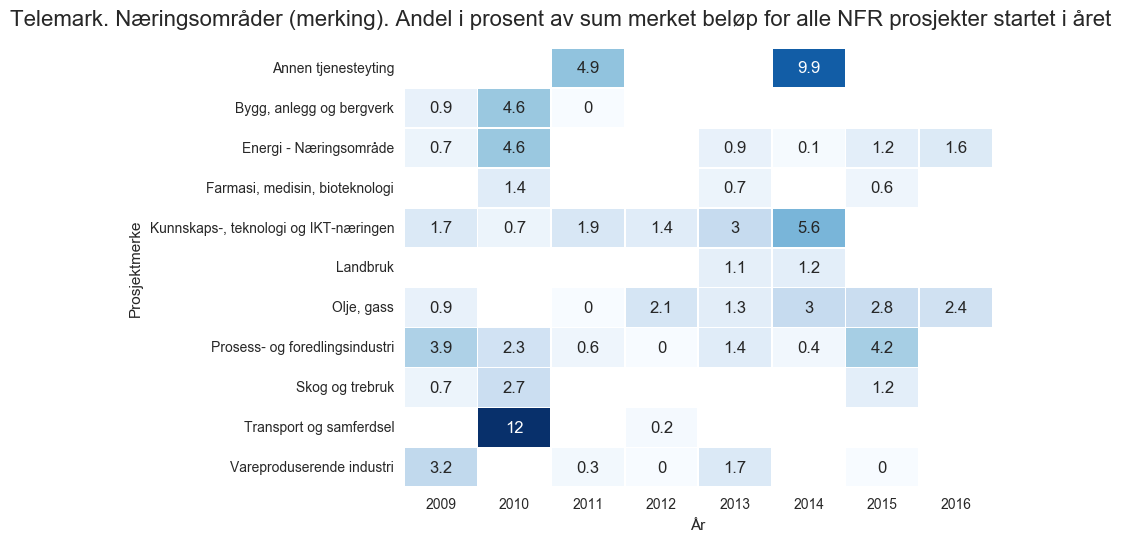 Telemark. Næringsområder (merking). Andel i prosent av sum merket beløp for alle NFR prosjekter startet i året
Prosjektmerke
Annen tjenesteyting 4.9 9.9
Bygg, anlegg og bergverk 0.9 4.6 0
Energi - Næringsområde 0.7 4.6 0.9 0.1 1.2 1.6
Farmasi, medisin, bioteknologi 1.4 0.7 0.6
Kunnskaps-, teknologi og IKT-næringen 1.7 0.7 1.9 1.4 3 5.6
Landbruk 1.1 1.2
Olje, gass 0.9 0 2.1 1.3 3 2.8 2.4
Prosess- og foredlingsindustri 3.9 2.3 0.6 0 1.4 0.4 4.2
Skog og trebruk 0.7 2.7 1.2
Transport og samferdsel 12 0.2
Vareproduserende industri 3.2 0.3 0 1.7 0
2009 2010 2011 2012 2013 2014 2015 2016
År